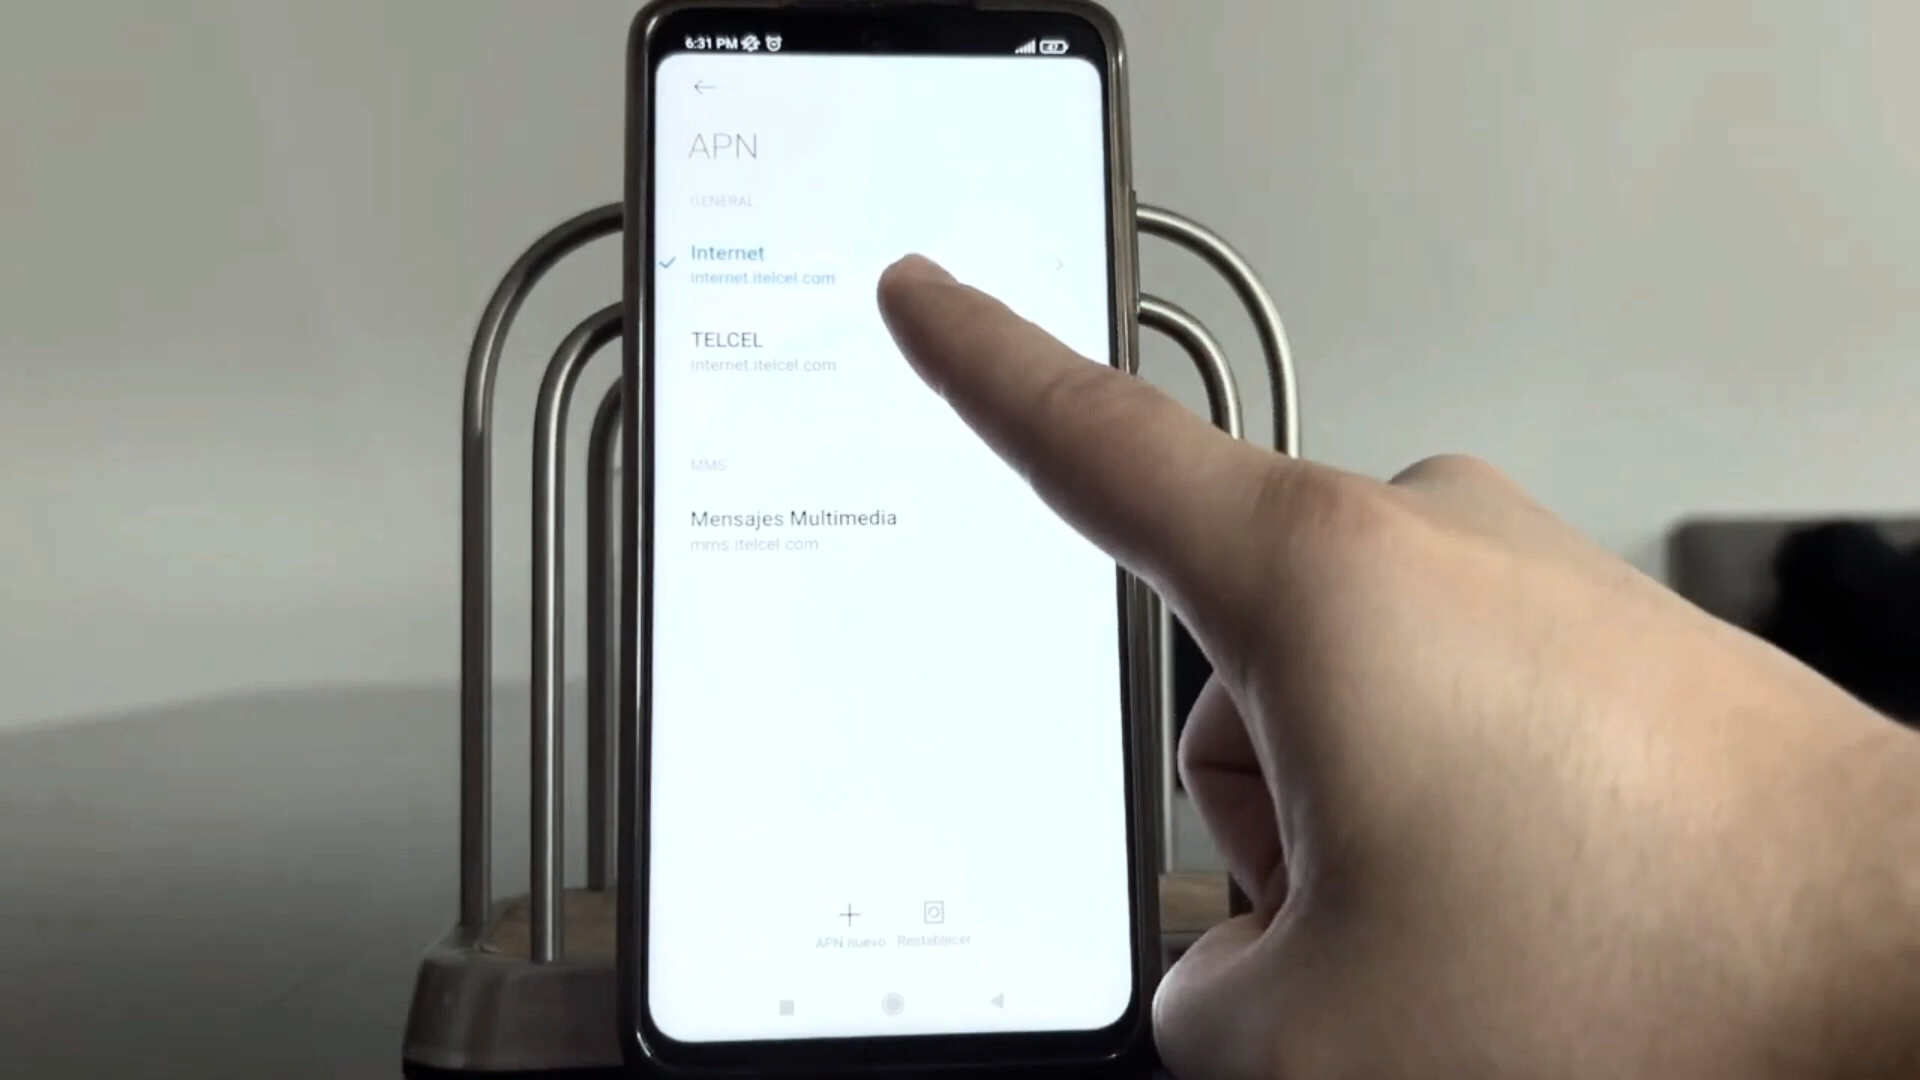 6:31 PM
APN
GENERAL
Internet
internet.itelcel.com
TELCEL
internet.itelcel.com
MMS
Mensajes Multimedia
mms.itelcel.com
APN nuevo
Restablecer